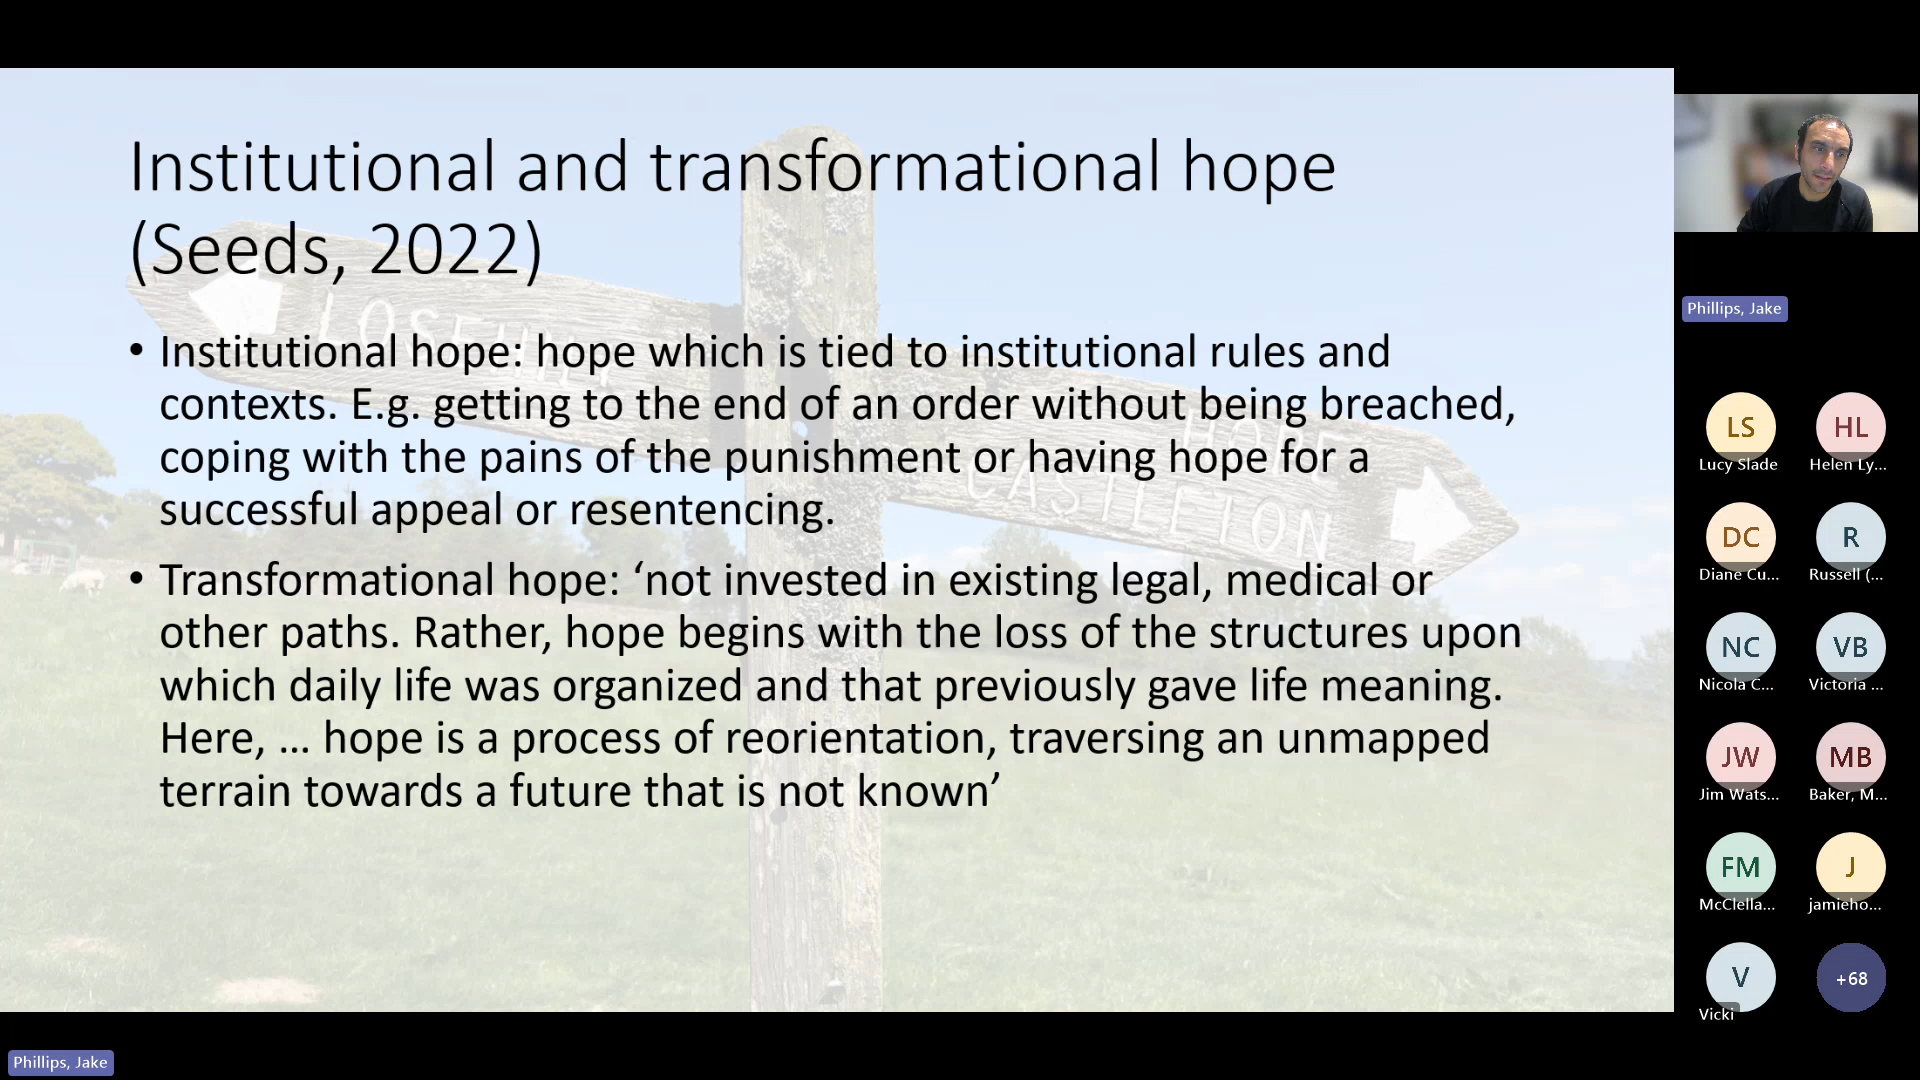 Institutional and transformational hope
(Seeds, 2022)
LOSEHILL
HOPE
CASTLETON
• Institutional hope: hope which is tied to institutional rules and
contexts. E.g. getting to the end of an order without being breached,
coping with the pains of the punishment or having hope for a
successful appeal or resentencing.
• Transformational hope: ‘not invested in existing legal, medical or
other paths. Rather, hope begins with the loss of the structures upon
which daily life was organized and that previously gave life meaning.
Here, ... hope is a process of reorientation, traversing an unmapped
terrain towards a future that is not known’
Phillips, Jake
LS
Lucy Slade
HL
Helen Ly...
DC
Diane Cu...
R
Russell (...
NC
Nicola C...
VB
Victoria ...
JW
Jim Wats...
MB
Baker, M...
FM
McClella...
J
jamieho...
V
Vicki
+68
Phillips, Jake